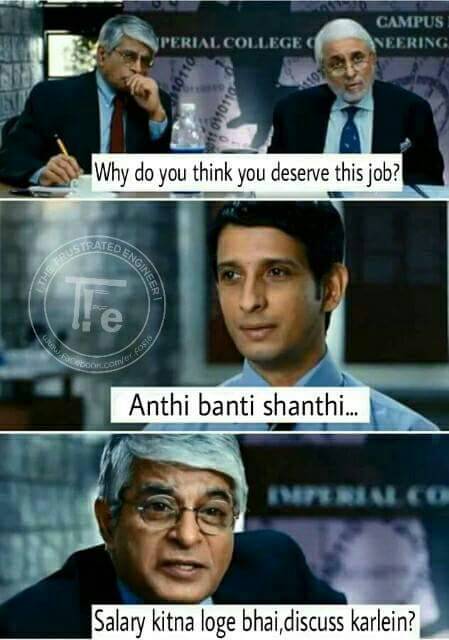 CAMPUS
PERIAL COLLEGE
NEERING
Why do you think you deserve this job?
THE FRUSTRATED ENGINEER
T.F.e
Anthi banti shanthi...
IMPERIAL CO
Salary kitna loge bhai,discuss karlein?